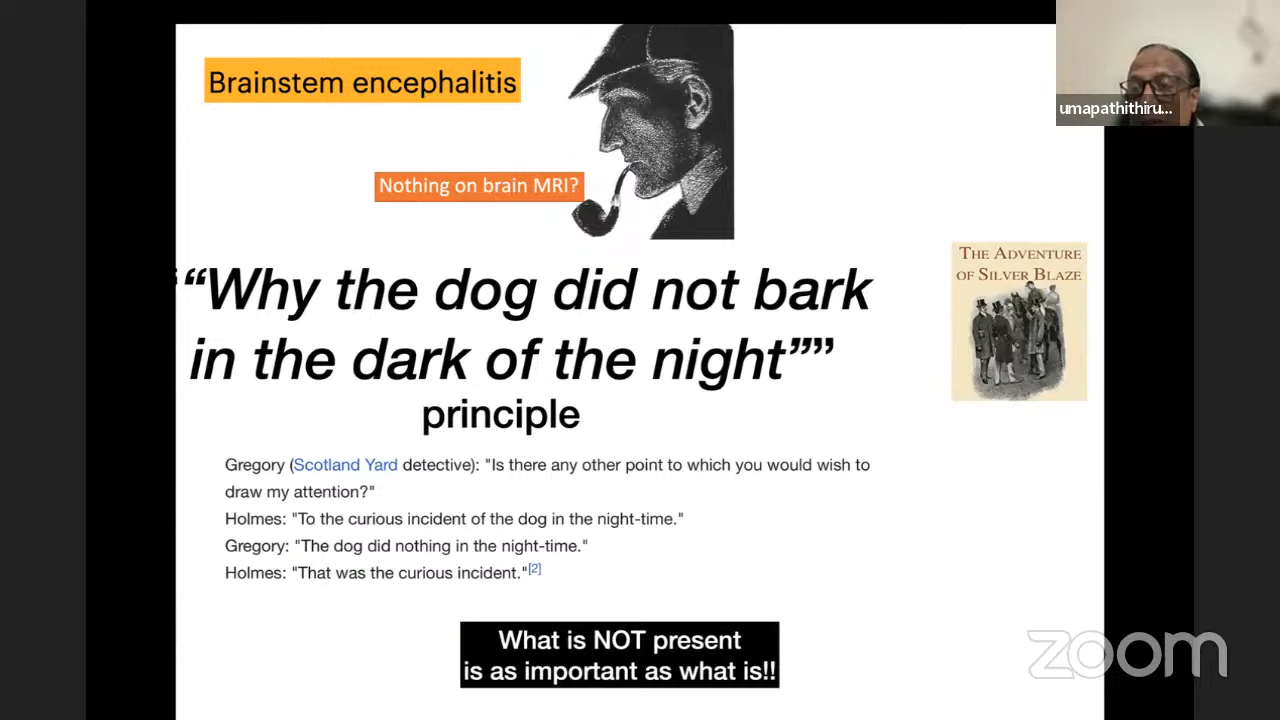 Brainstem encephalitis
umapathithiru...
Nothing on brain MRI?
““Why the dog did not bark
in the dark of the night””
principle
THE ADVENTURE
OF SILVER BLAZE
Gregory (Scotland Yard detective): "Is there any other point to which you would wish to
draw my attention?"
Holmes: "To the curious incident of the dog in the night-time."
Gregory: "The dog did nothing in the night-time."
Holmes: "That was the curious incident."[2]
What is NOT present
is as important as what is!!
zoom